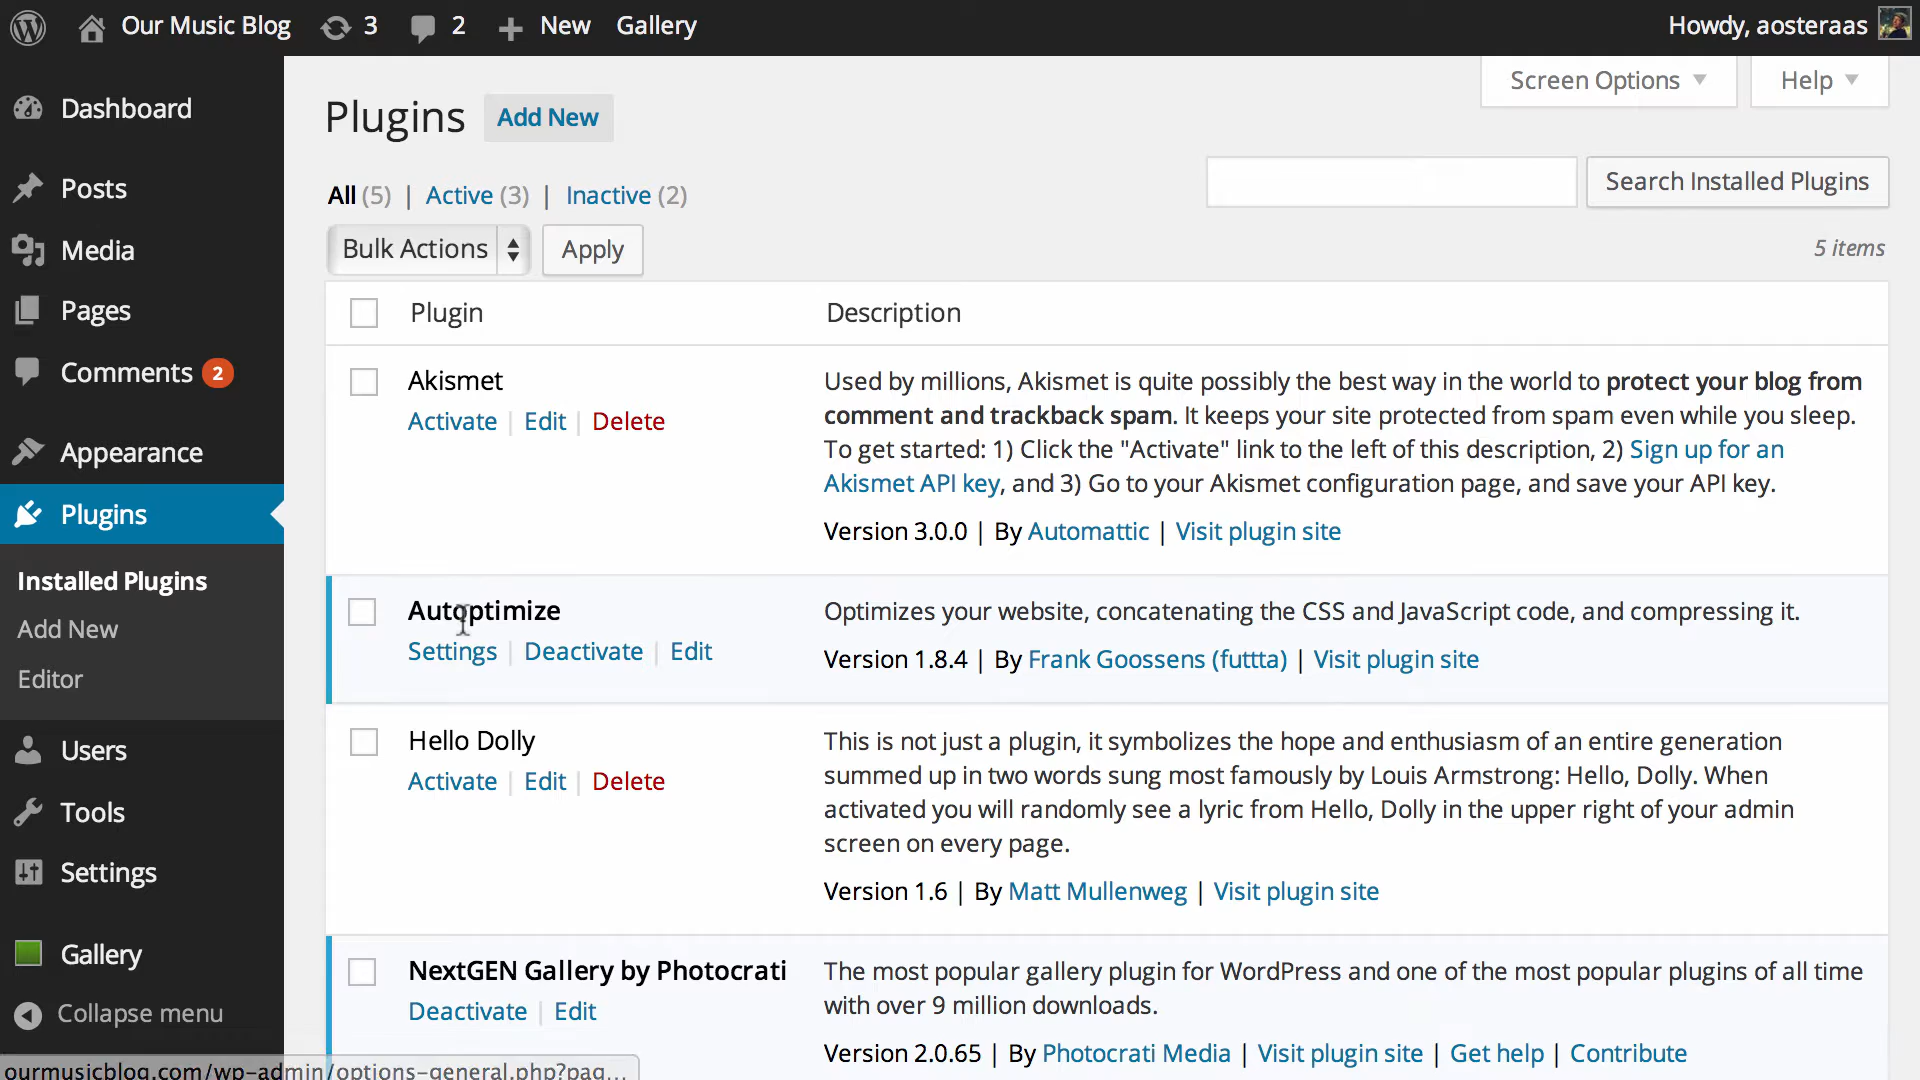 Our Music Blog 3 2 New Gallery Howdy, aosteraas
Dashboard
Posts
Media
Pages
Comments 2
Appearance
Plugins
Installed Plugins
Add New
Editor
Users
Tools
Settings
Gallery
Collapse menu
Screen Options Help
Plugins Add New
All (5) | Active (3) | Inactive (2)
Search Installed Plugins
Bulk Actions Apply
5 items
Plugin Description
Akismet
Activate | Edit | Delete
Used by millions, Akismet is quite possibly the best way in the world to protect your blog from
comment and trackback spam. It keeps your site protected from spam even while you sleep.
To get started: 1) Click the "Activate" link to the left of this description, 2) Sign up for an
Akismet API key, and 3) Go to your Akismet configuration page, and save your API key.
Version 3.0.0 | By Automattic | Visit plugin site
Autoptimize
Settings | Deactivate | Edit
Optimizes your website, concatenating the CSS and JavaScript code, and compressing it.
Version 1.8.4 | By Frank Goossens (futtta) | Visit plugin site
Hello Dolly
Activate | Edit | Delete
This is not just a plugin, it symbolizes the hope and enthusiasm of an entire generation
summed up in two words sung most famously by Louis Armstrong: Hello, Dolly. When
activated you will randomly see a lyric from Hello, Dolly in the upper right of your admin
screen on every page.
Version 1.6 | By Matt Mullenweg | Visit plugin site
NextGEN Gallery by Photocrati
Deactivate | Edit
The most popular gallery plugin for WordPress and one of the most popular plugins of all time
with over 9 million downloads.
Version 2.0.65 | By Photocrati Media | Visit plugin site | Get help | Contribute
ourmusicblog.com/wp-admin/options-general.php?pag...